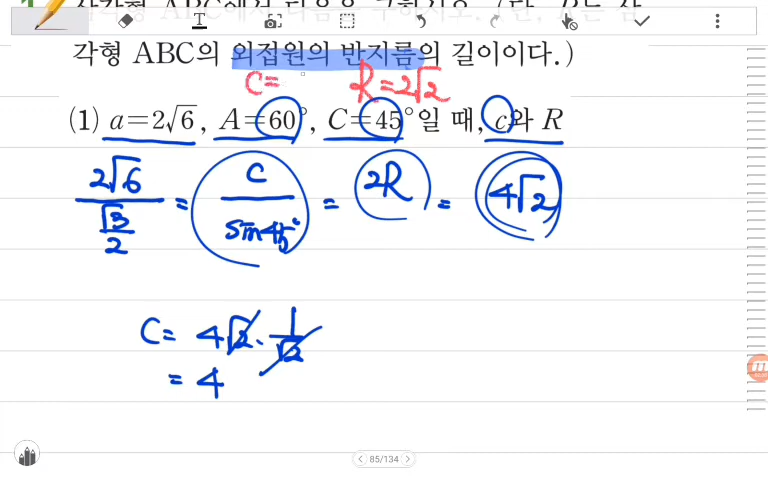 각형 ABC의 외접원의 반지름의 길이이다.)
C= R=2√2
(1) a=2√6, A=60°, C=45°일 때, c와 R
2√6/(√3/2) = C/sin45° = 2R = 4√2
C= 4√2 · 1/√2
= 4
85/134